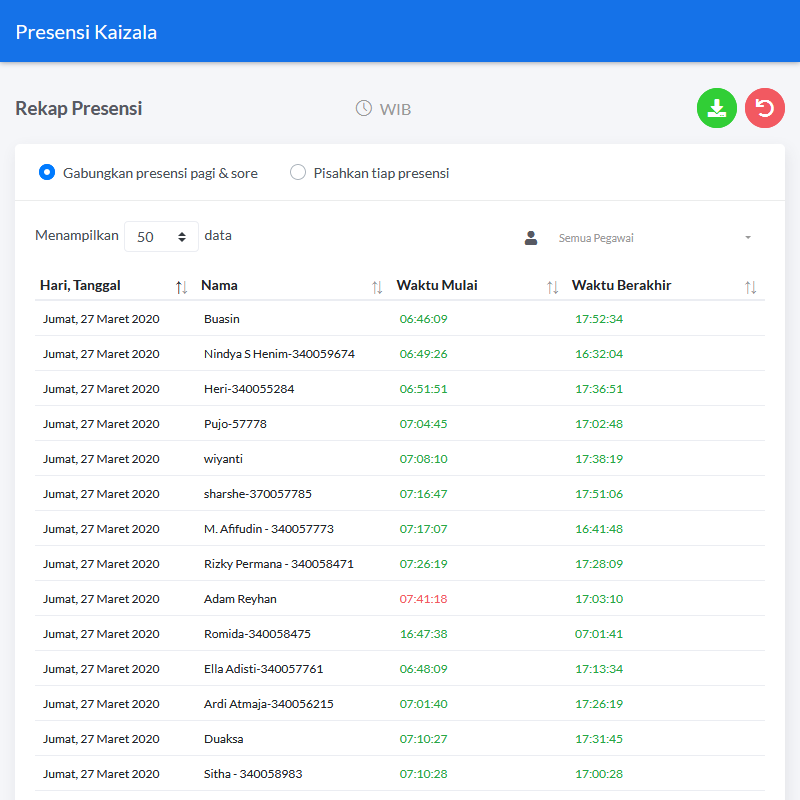 Presensi Kaizala
Rekap Presensi WIB
Gabungkan presensi pagi & sore Pisahkan tiap presensi
Menampilkan 50 data Semua Pegawai
Hari, Tanggal Nama Waktu Mulai Waktu Berakhir
Jumat, 27 Maret 2020 Buasin 06:46:09 17:52:34
Jumat, 27 Maret 2020 Nindya S Henim-340059674 06:49:26 16:32:04
Jumat, 27 Maret 2020 Heri-340055284 06:51:51 17:36:51
Jumat, 27 Maret 2020 Pujo-57778 07:04:45 17:02:48
Jumat, 27 Maret 2020 wiyanti 07:08:10 17:38:19
Jumat, 27 Maret 2020 sharshe-370057785 07:16:47 17:51:06
Jumat, 27 Maret 2020 M. Afifudin - 340057773 07:17:07 16:41:48
Jumat, 27 Maret 2020 Rizky Permana - 340058471 07:26:19 17:28:09
Jumat, 27 Maret 2020 Adam Reyhan 07:41:18 17:03:10
Jumat, 27 Maret 2020 Romida-340058475 16:47:38 07:01:41
Jumat, 27 Maret 2020 Ella Adisti-340057761 06:48:09 17:13:34
Jumat, 27 Maret 2020 Ardi Atmaja-340056215 07:01:40 17:26:19
Jumat, 27 Maret 2020 Duaksa 07:10:27 17:31:45
Jumat, 27 Maret 2020 Sitha - 340058983 07:10:28 17:00:28